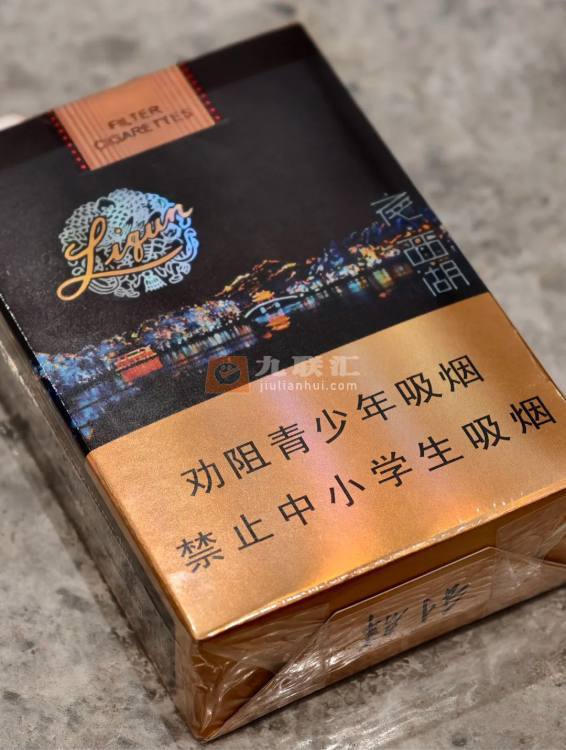 FILTER
CIGARETTES
Liqun
夜西湖
九联汇
jiulianhui.com
劝阻青少年吸烟
禁止中小学生吸烟